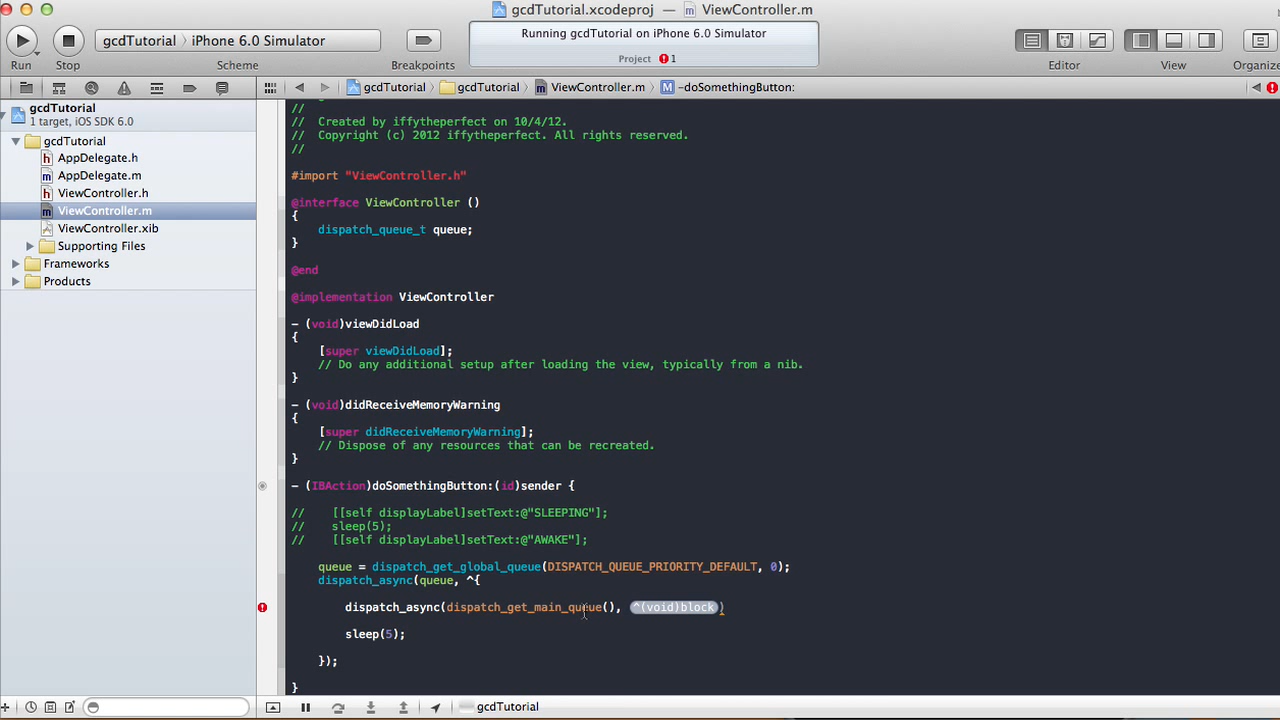 gcdTutorial.xcodeproj — ViewController.m
Run
Stop
gcdTutorial iPhone 6.0 Simulator
Scheme
Breakpoints
Running gcdTutorial on iPhone 6.0 Simulator
Project 1
Editor
View
Organize
gcdTutorial gcdTutorial ViewController.m -doSomethingButton:
gcdTutorial
1 target, iOS SDK 6.0
gcdTutorial
AppDelegate.h
AppDelegate.m
ViewController.h
ViewController.m
ViewController.xib
Supporting Files
Frameworks
Products
//
// Created by iffytheperfect on 10/4/12.
// Copyright (c) 2012 iffytheperfect. All rights reserved.
//
#import "ViewController.h"
@interface ViewController ()
{
dispatch_queue_t queue;
}
@end
@implementation ViewController
- (void)viewDidLoad
{
[super viewDidLoad];
// Do any additional setup after loading the view, typically from a nib.
}
- (void)didReceiveMemoryWarning
{
[super didReceiveMemoryWarning];
// Dispose of any resources that can be recreated.
}
- (IBAction)doSomethingButton:(id)sender {
// [[self displayLabel]setText:@"SLEEPING"];
// sleep(5);
// [[self displayLabel]setText:@"AWAKE"];
queue = dispatch_get_global_queue(DISPATCH_QUEUE_PRIORITY_DEFAULT, 0);
dispatch_async(queue, ^{
dispatch_async(dispatch_get_main_queue(), ^(void)block)
sleep(5);
});
}
gcdTutorial